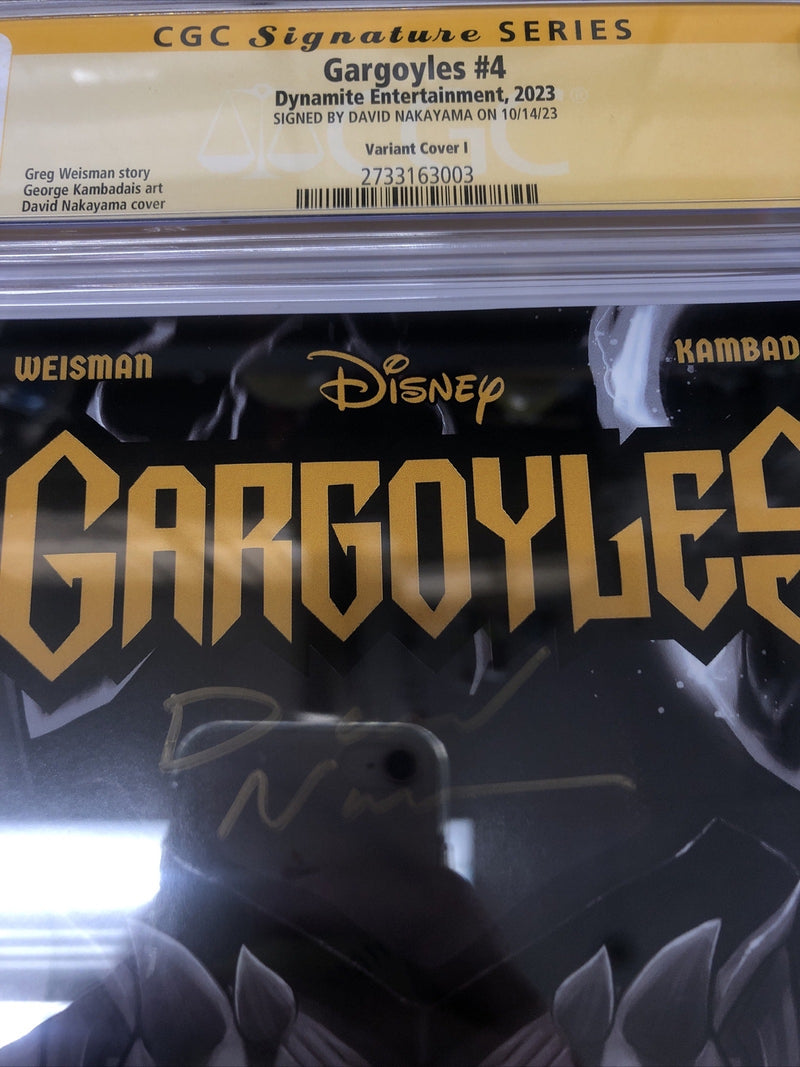 CGC Signature SERIES
Gargoyles #4
Dynamite Entertainment, 2023
SIGNED BY DAVID NAKAYAMA ON 10/14/23
Variant Cover I
2733163003
Greg Weisman story
George Kambadais art
David Nakayama cover
CGC
WEISMAN
DISNEY
KAMBAD
GARGOYLES